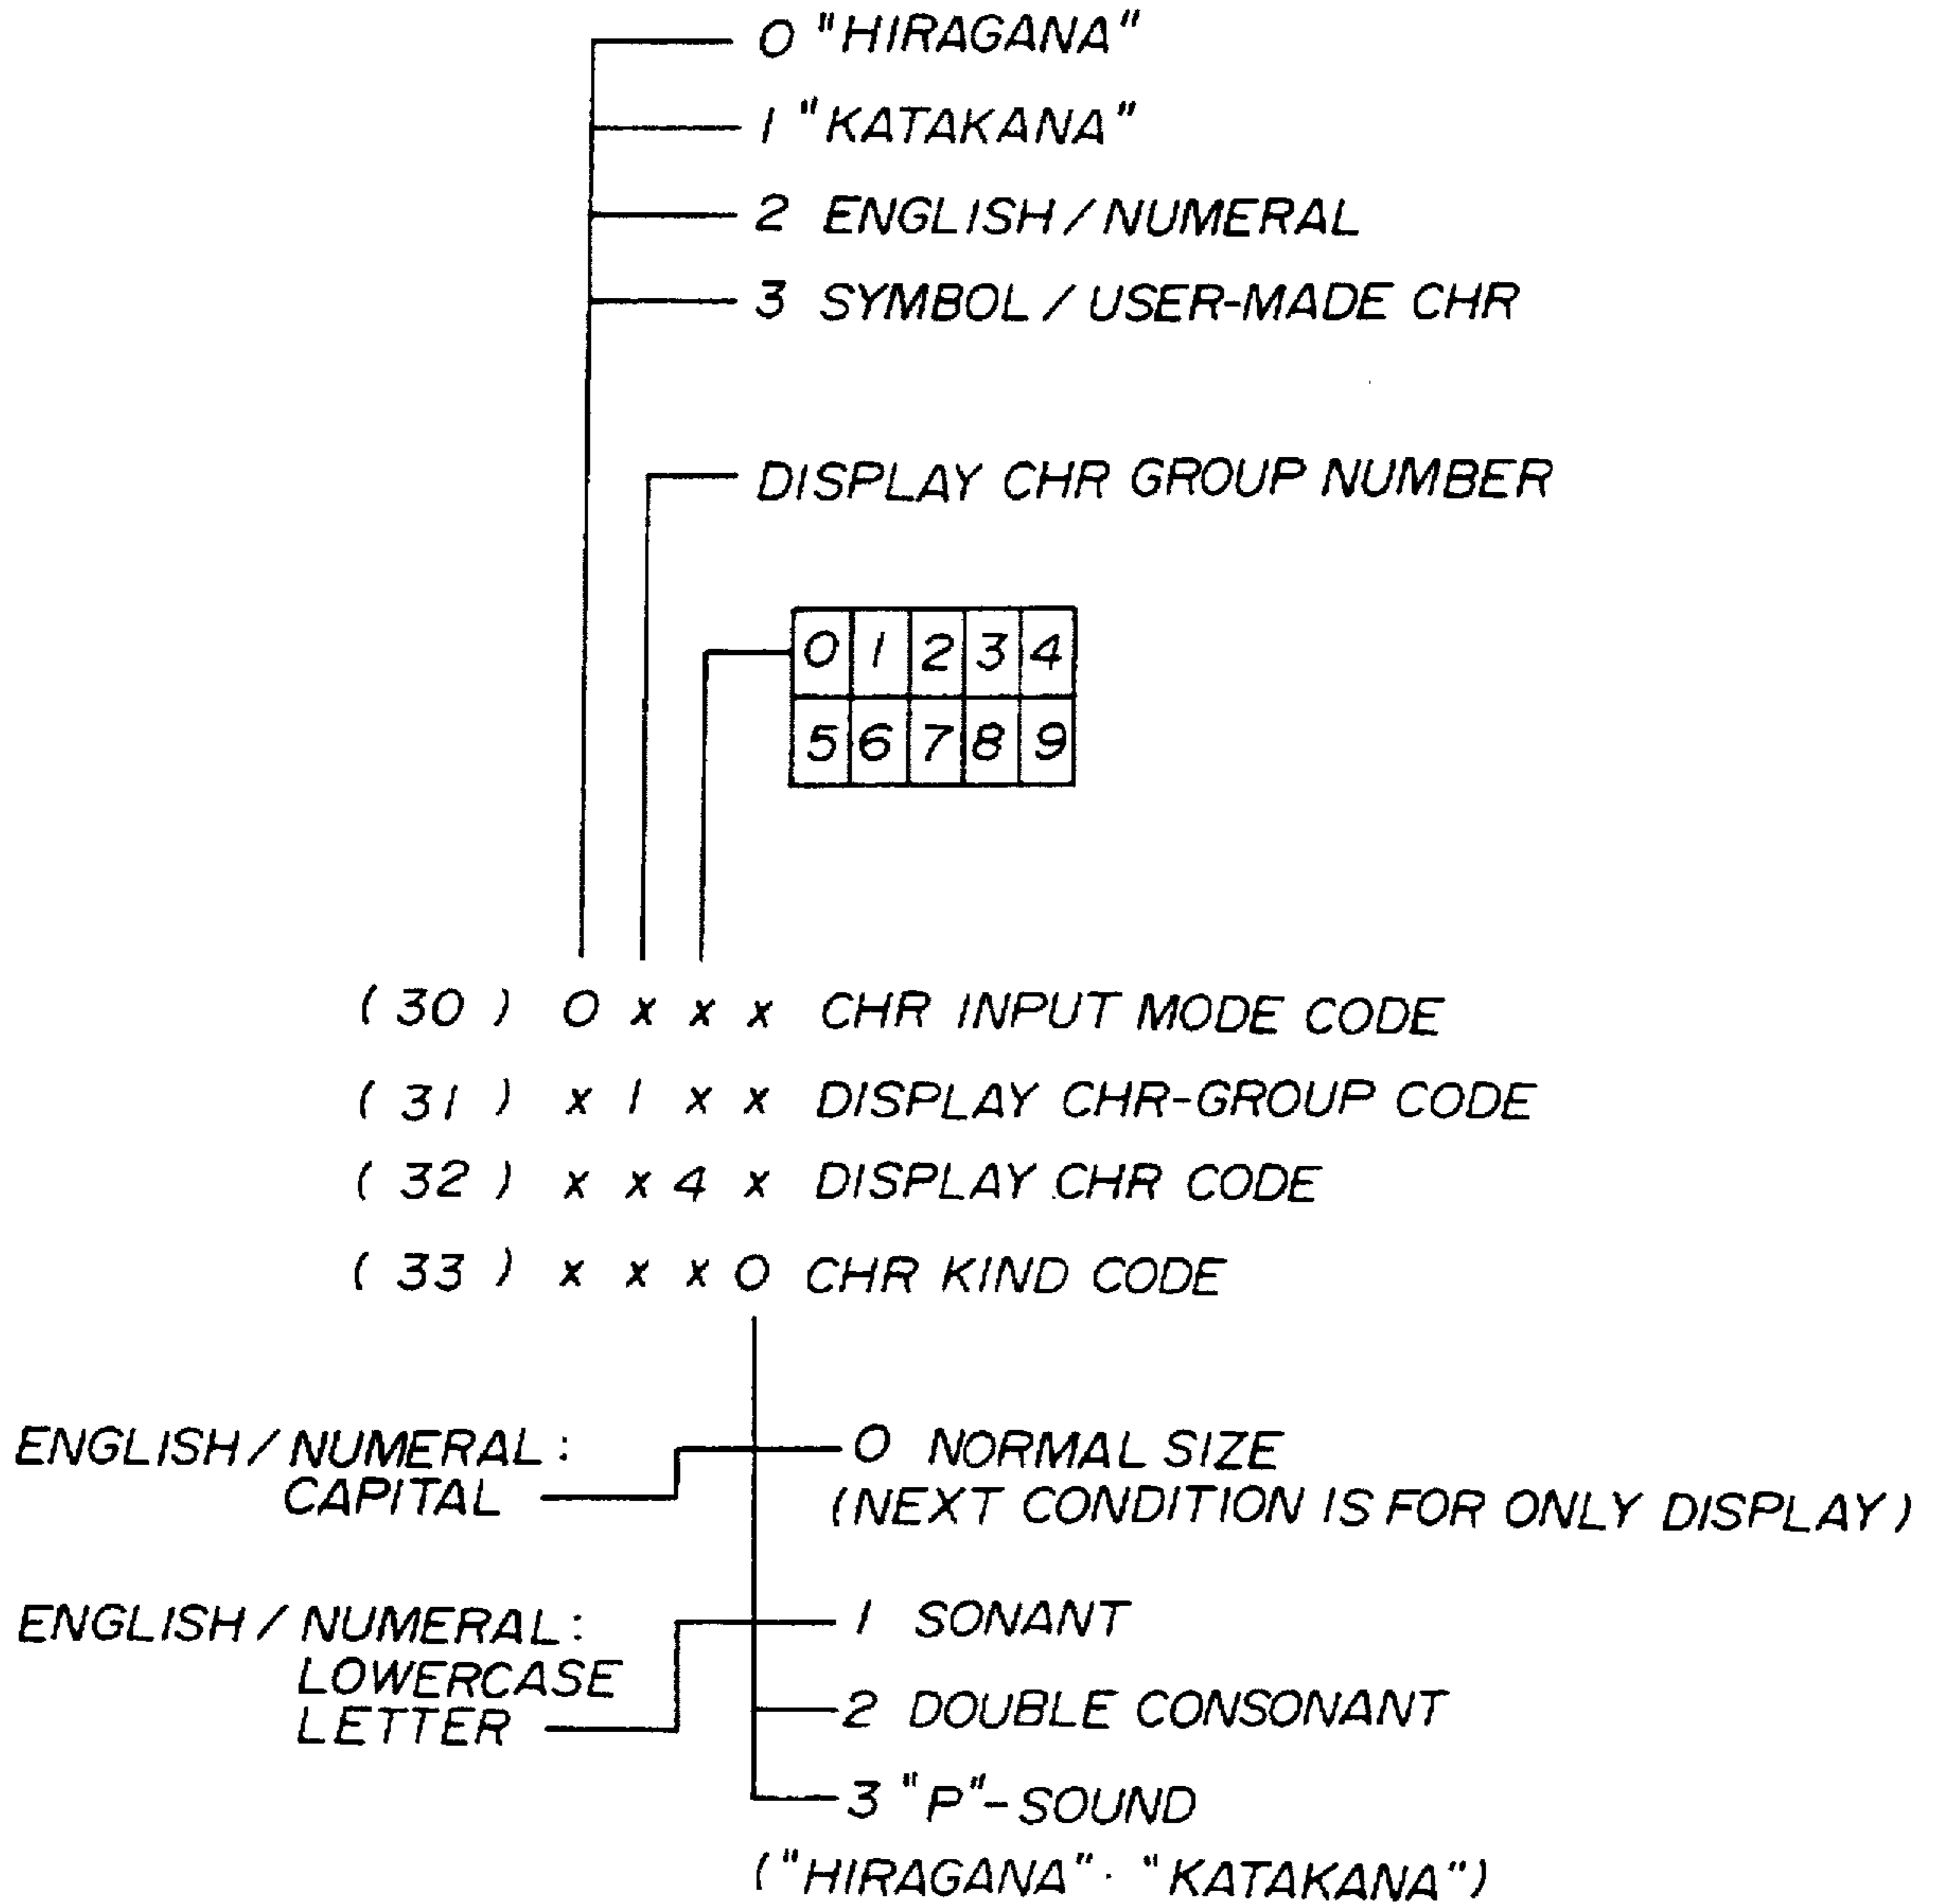 0 "HIRAGANA"
1 "KATAKANA"
2 ENGLISH/NUMERAL
3 SYMBOL/USER-MADE CHR
DISPLAY CHR GROUP NUMBER
0 1 2 3 4
5 6 7 8 9
(30) 0 x x x CHR INPUT MODE CODE
(31) x 1 x x DISPLAY CHR-GROUP CODE
(32) x x 4 x DISPLAY CHR CODE
(33) x x x 0 CHR KIND CODE
ENGLISH/NUMERAL:
CAPITAL
0 NORMAL SIZE
(NEXT CONDITION IS FOR ONLY DISPLAY)
ENGLISH/NUMERAL:
LOWERCASE
LETTER
1 SONANT
2 DOUBLE CONSONANT
3 "P"-SOUND
("HIRAGANA"· "KATAKANA")